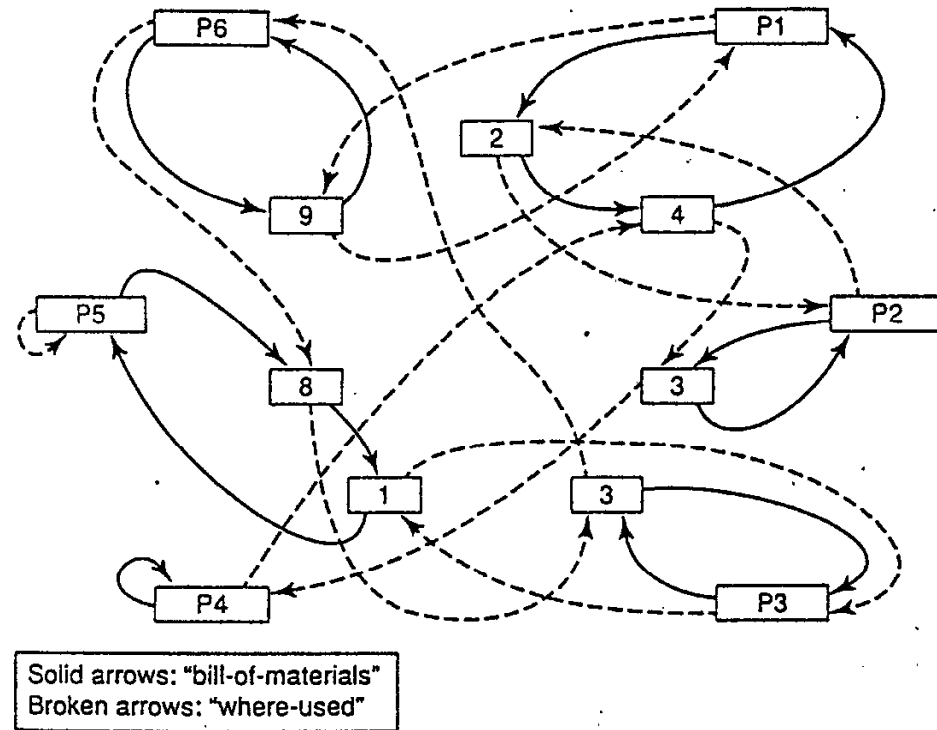 P6
P1
2
9
4
P5
P2
8
3
1
3
P4
P3
Solid arrows: "bill-of-materials"
Broken arrows: "where-used"